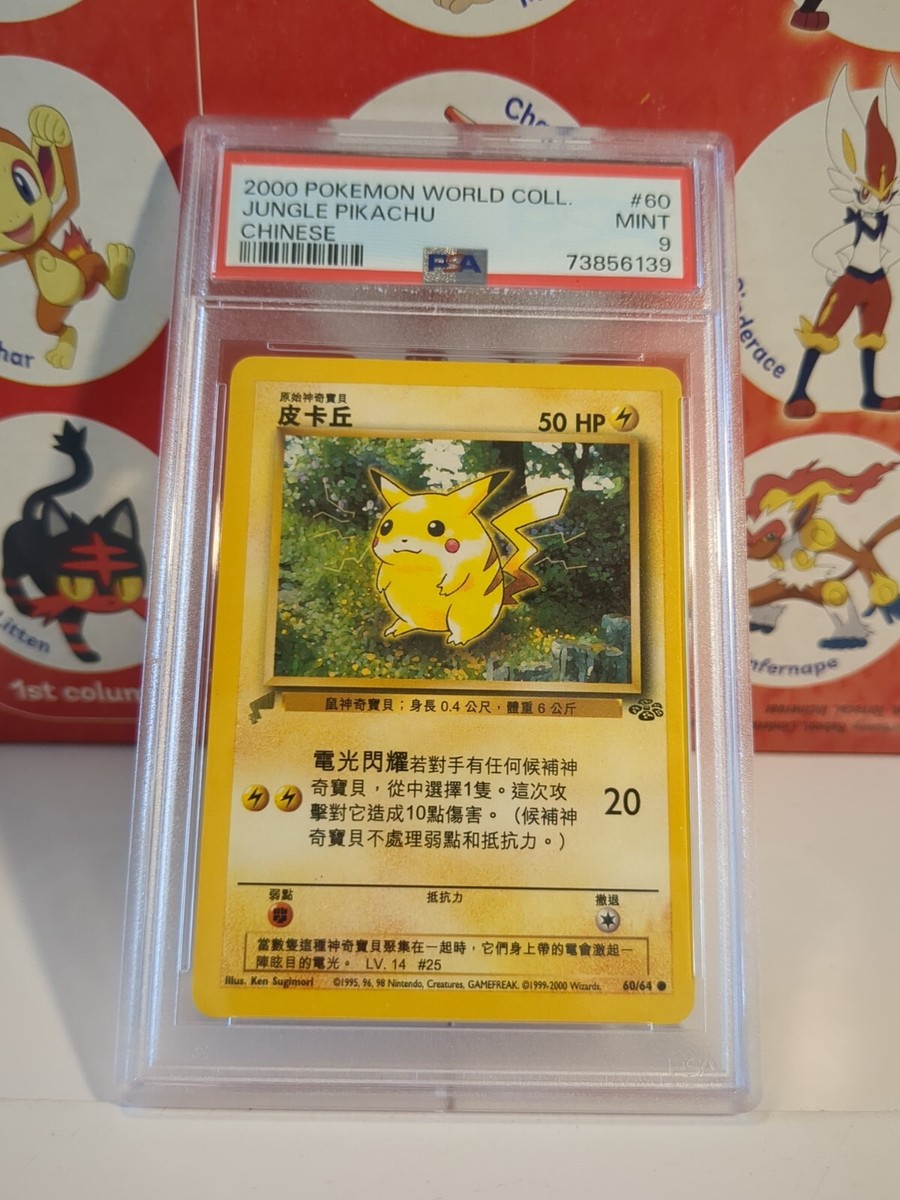 Cha
2000 POKEMON WORLD COLL. #60
JUNGLE PIKACHU MINT
CHINESE 9
PSA 73856139
har
Cinderace
Litten
1st colum
Infernape
原始神奇寶貝
皮卡丘 50 HP
鼠神奇寶貝；身長 0.4 公尺，體重 6 公斤
電光閃耀若對手有任何候補神
奇寶貝，從中選擇1隻。這次攻
擊對它造成10點傷害。（候補神
奇寶貝不處理弱點和抵抗力。）
20
弱點 抵抗力 撤退
當數隻這種神奇寶貝聚集在一起時，它們身上帶的電會激起一
陣眩目的電光。 LV. 14 #25
Illus. Ken Sugimori ©1995, 96, 98 Nintendo, Creatures, GAMEFREAK. ©1999-2000 Wizards. 60/64